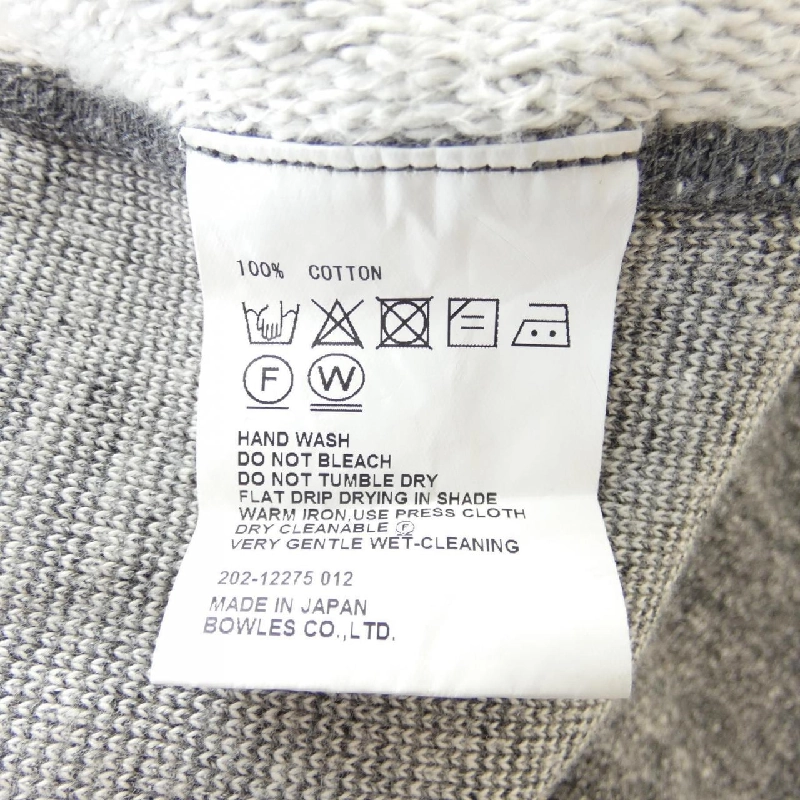 100% COTTON
F W
HAND WASH
DO NOT BLEACH
DO NOT TUMBLE DRY
FLAT DRIP DRYING IN SHADE
WARM IRON,USE PRESS CLOTH
DRY CLEANABLE Ⓕ
VERY GENTLE WET-CLEANING
202-12275 012
MADE IN JAPAN
BOWLES CO.,LTD.